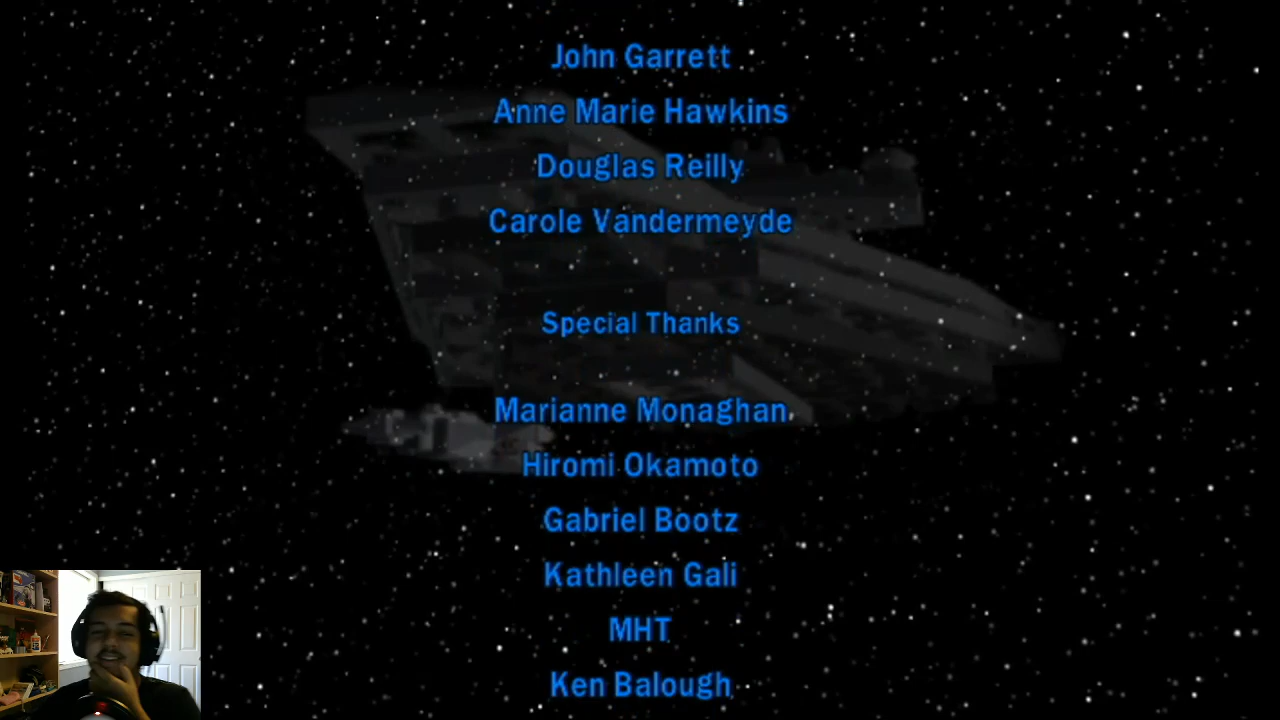 John Garrett
Anne Marie Hawkins
Douglas Reilly
Carole Vandermeyde
Special Thanks
Marianne Monaghan
Hiromi Okamoto
Gabriel Bootz
Kathleen Gali
MHT
Ken Balough